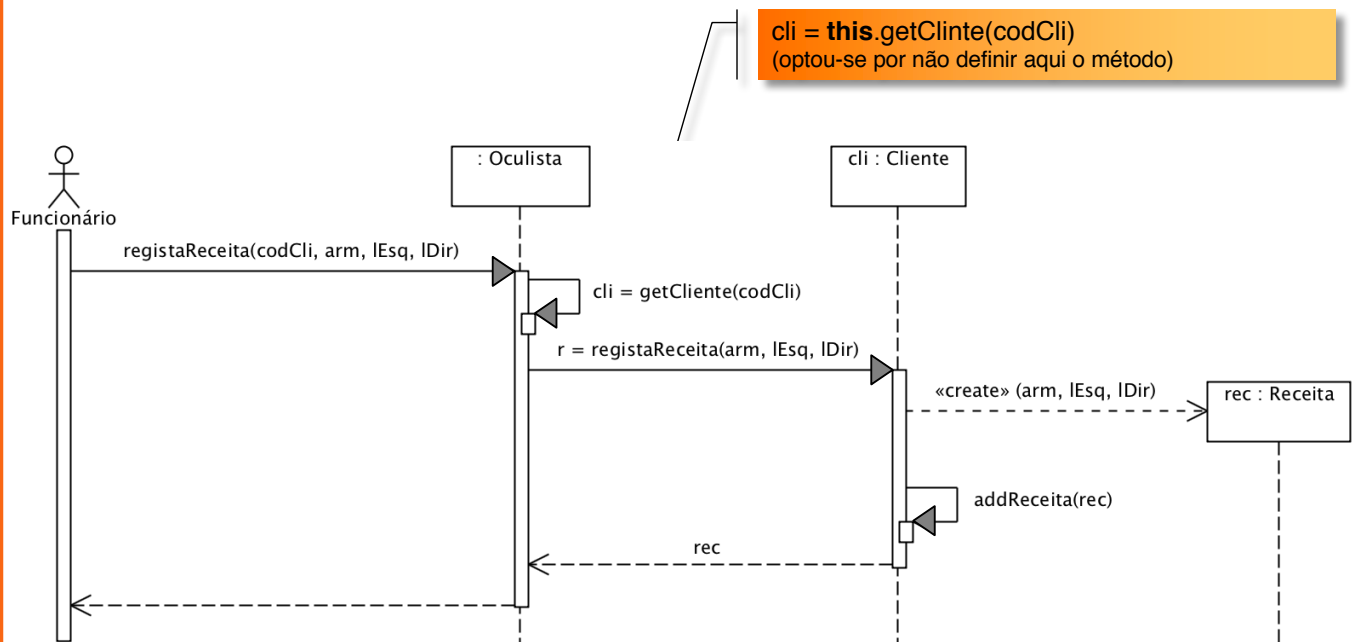 cli = this.getClinte(codCli)
(optou-se por não definir aqui o método)
: Oculista
cli : Cliente
Funcionário
registaReceita(codCli, arm, lEsq, lDir)
cli = getCliente(codCli)
r = registaReceita(arm, lEsq, lDir)
«create» (arm, lEsq, lDir)
rec : Receita
addReceita(rec)
rec